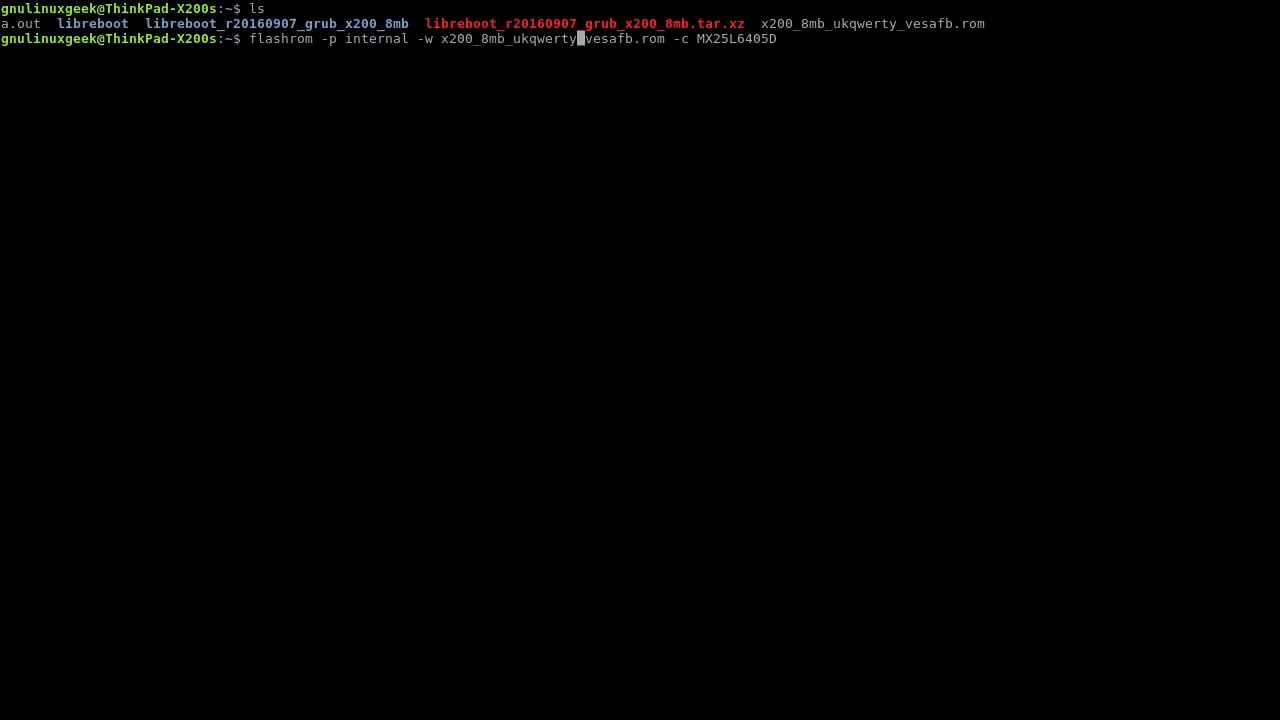 gnulinuxgeek@ThinkPad-X200s:~$ ls
a.out  libreboot  libreboot_r20160907_grub_x200_8mb  libreboot_r20160907_grub_x200_8mb.tar.xz  x200_8mb_ukqwerty_vesafb.rom
gnulinuxgeek@ThinkPad-X200s:~$ flashrom -p internal -w x200_8mb_ukqwerty_vesafb.rom -c MX25L6405D